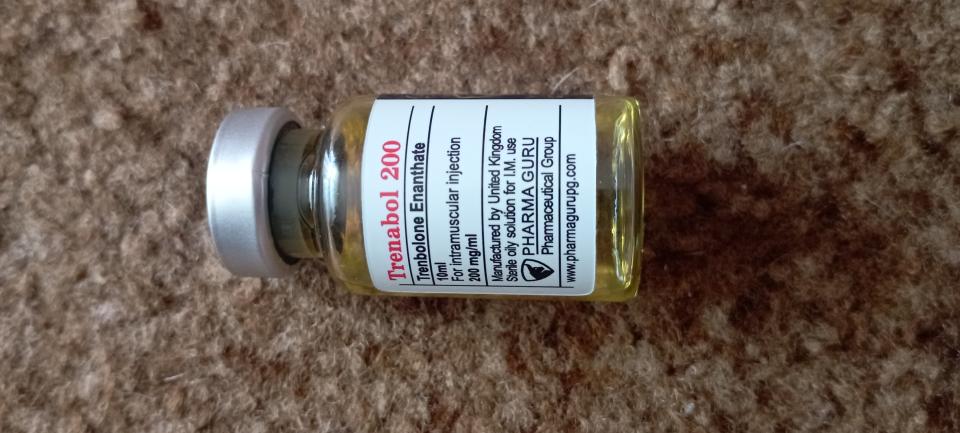 Trenabol 200
Trenbolone Enanthate
10ml
For intramuscular injection
200 mg/ml
Manufactured by United Kingdom
Sterile oily solution for I.M. use
PHARMA GURU
Pharmaceutical Group
www.pharmagurupg.com